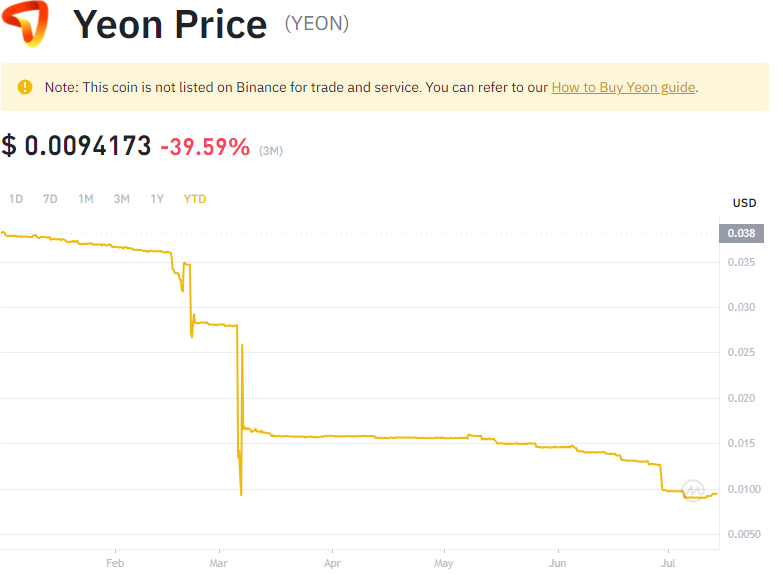 Yeon Price (YEON)
Note: This coin is not listed on Binance for trade and service. You can refer to our How to Buy Yeon guide.
$ 0.0094173 -39.59% (3M)
1D 7D 1M 3M 1Y YTD
USD
0.038
0.035
0.030
0.025
0.020
0.015
0.0100
0.0050
Feb Mar Apr May Jun Jul